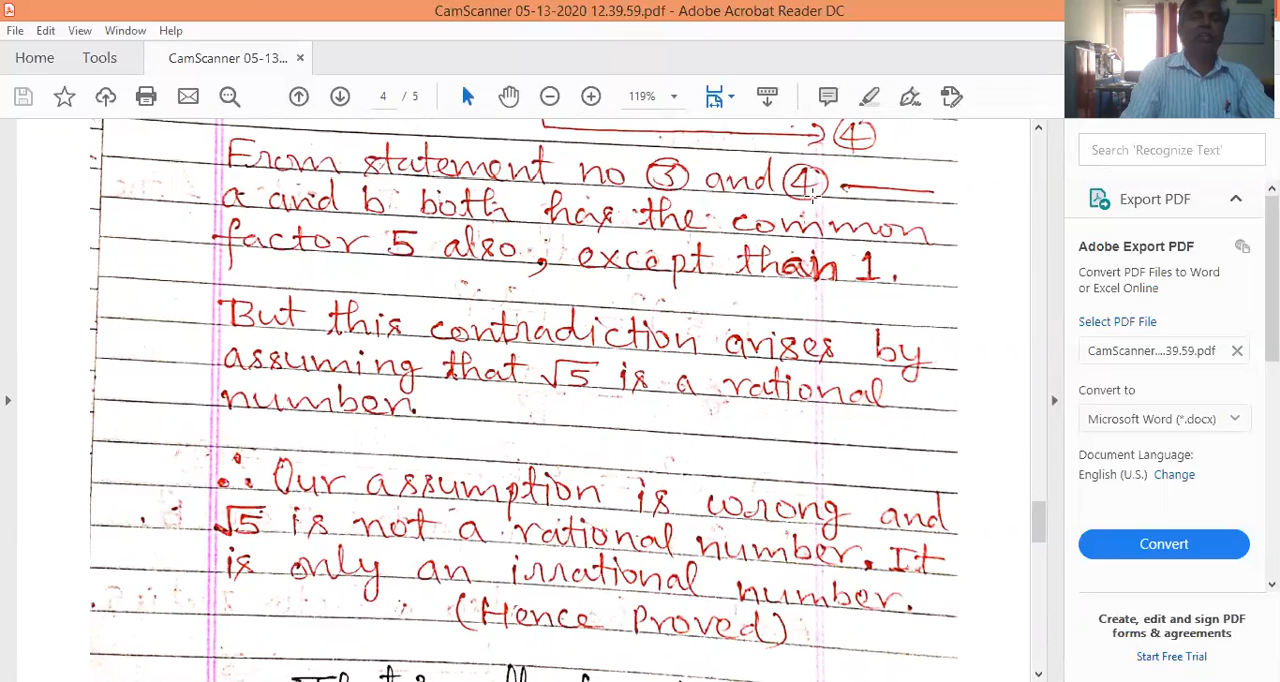 CamScanner 05-13-2020 12.39.59.pdf - Adobe Acrobat Reader DC
File Edit View Window Help
Home Tools CamScanner 05-13... ×
4 / 5 119%
④
From statement no ③ and ④
a and b both has the common
factor 5 also, except than 1.
But this contradiction arises by
assuming that √5 is a rational
number.
∴ Our assumption is wrong and
√5 is not a rational number. It
is only an irrational number.
(Hence Proved)
Search 'Recognize Text'
Export PDF
Adobe Export PDF
Convert PDF Files to Word
or Excel Online
Select PDF File
CamScanner....39.59.pdf ×
Convert to
Microsoft Word (*.docx)
Document Language:
English (U.S.) Change
Convert
Create, edit and sign PDF
forms & agreements
Start Free Trial